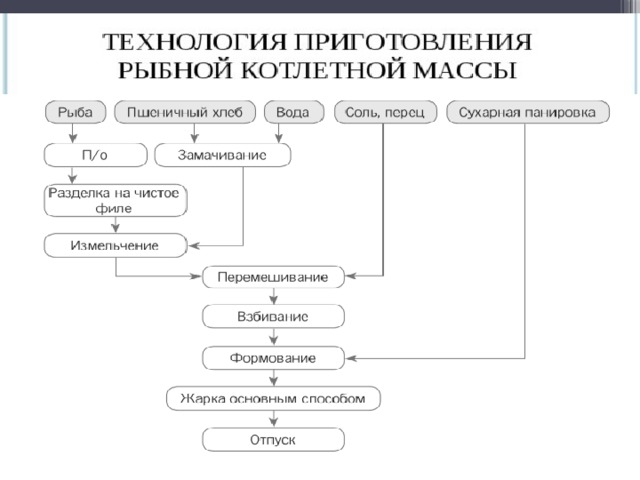 ТЕХНОЛОГИЯ ПРИГОТОВЛЕНИЯ
РЫБНОЙ КОТЛЕТНОЙ МАССЫ
Рыба
Пшеничный хлеб
Вода
Соль, перец
Сухарная панировка
П/о
Замачивание
Разделка на чистое
филе
Измельчение
Перемешивание
Взбивание
Формование
Жарка основным способом
Отпуск